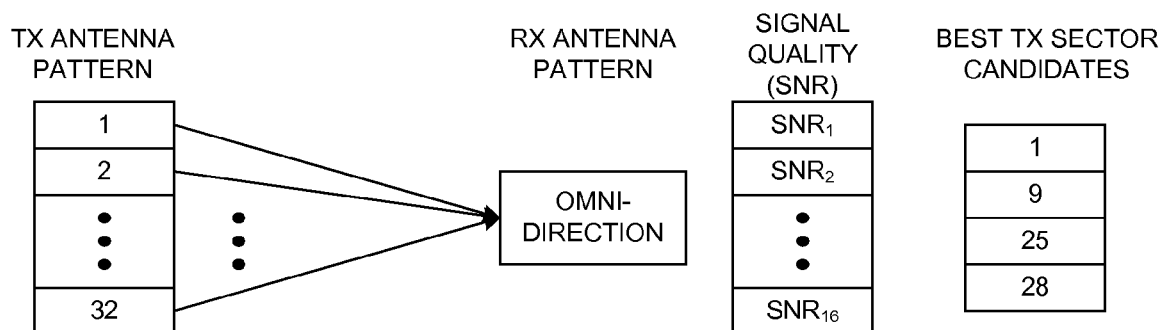 TX ANTENNA
PATTERN
1
2
32
RX ANTENNA
PATTERN
OMNI-
DIRECTION
SIGNAL
QUALITY
(SNR)
SNR₁
SNR₂
SNR₁₆
BEST TX SECTOR
CANDIDATES
1
9
25
28